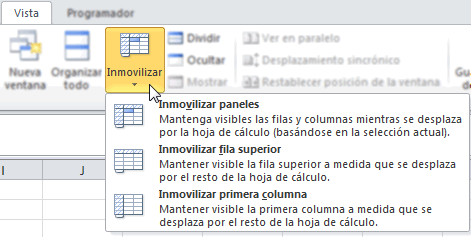 Vista
Programador
Nueva ventana
Organizar todo
Inmovilizar
Dividir
Ocultar
Mostrar
Ver en paralelo
Desplazamiento sincrónico
Restablecer posición de la ventana
Gu
Inmovilizar paneles
Mantenga visibles las filas y columnas mientras se desplaza
por la hoja de cálculo (basándose en la selección actual).
Inmovilizar fila superior
Mantener visible la fila superior a medida que se desplaza
por el resto de la hoja de cálculo.
Inmovilizar primera columna
Mantener visible la primera columna a medida que se
desplaza por el resto de la hoja de cálculo.
I
J